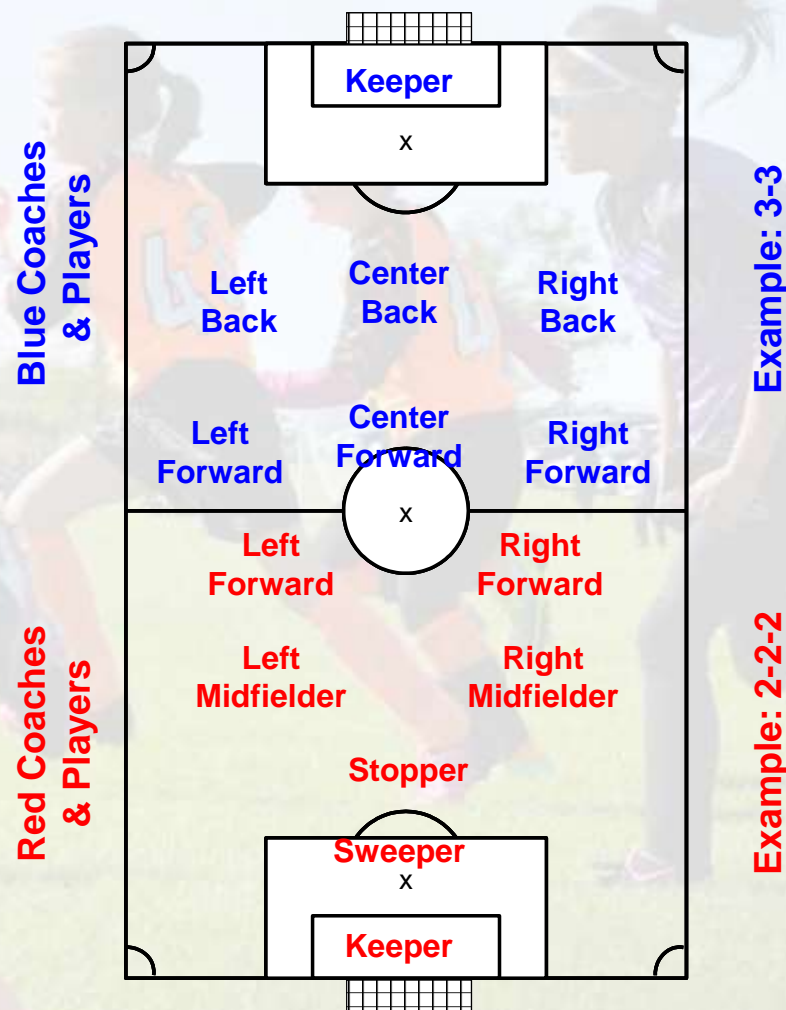 Keeper
x
Blue Coaches
& Players
Example: 3-3
Left
Back
Center
Back
Right
Back
Left
Forward
Center
Forward
Right
Forward
x
Left
Forward
Right
Forward
Red Coaches
& Players
Example: 2-2-2
Left
Midfielder
Right
Midfielder
Stopper
Sweeper
x
Keeper